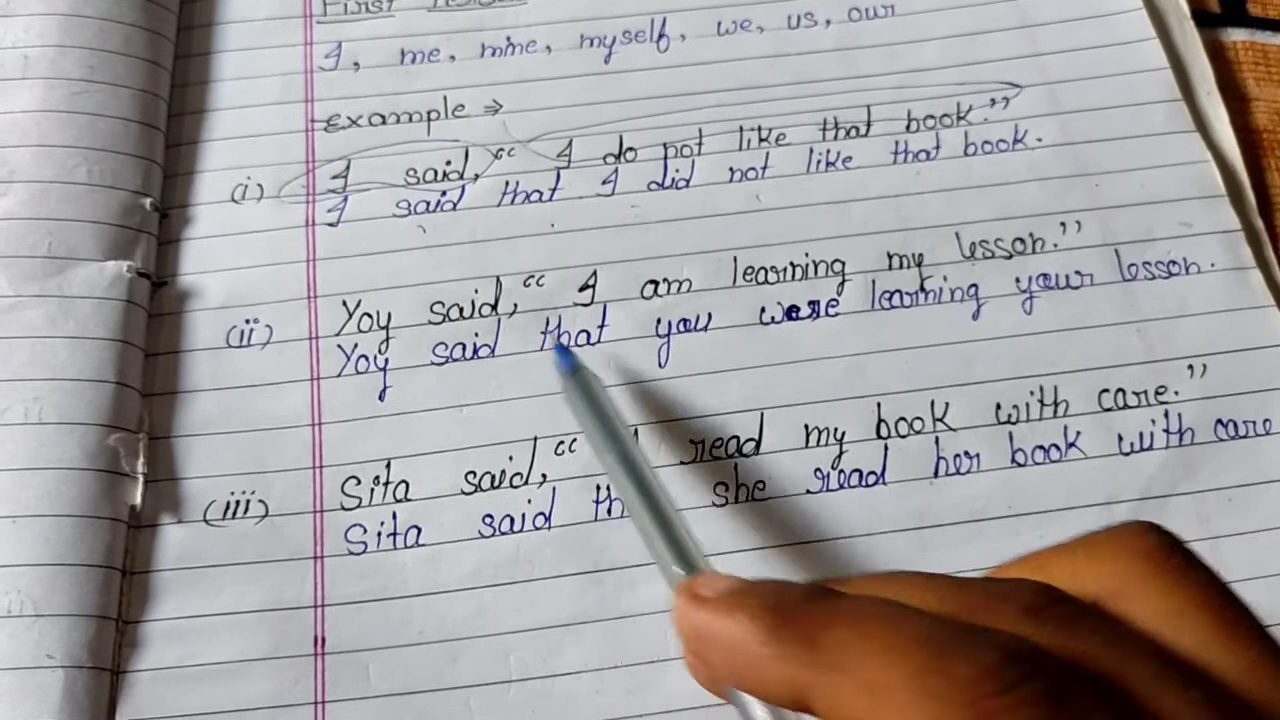 First
I, me, mine, myself, we, us, our
Example ⇒
(i) I said, “ I do not like that book.”
I said that I did not like that book.
(ii) You said, “ I am learning my lesson.”
You said that you were learning your lesson.
(iii) Sita said, “ read my book with care.”
Sita said she read her book with care